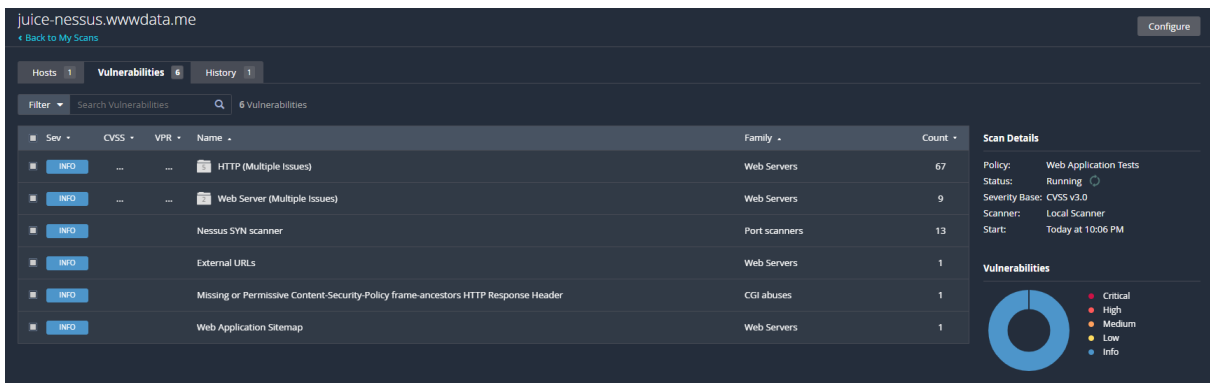 juice-nessus.wwwdata.me
Back to My Scans
Configure
Hosts 1 Vulnerabilities 6 History 1
Filter Search Vulnerabilities 6 Vulnerabilities
Sev CVSS VPR Name Family Count
INFO ... ... 5 HTTP (Multiple Issues) Web Servers 67
INFO ... ... 2 Web Server (Multiple Issues) Web Servers 9
INFO Nessus SYN scanner Port scanners 13
INFO External URLs Web Servers 1
INFO Missing or Permissive Content-Security-Policy frame-ancestors HTTP Response Header CGI abuses 1
INFO Web Application Sitemap Web Servers 1
Scan Details
Policy: Web Application Tests
Status: Running
Severity Base: CVSS v3.0
Scanner: Local Scanner
Start: Today at 10:06 PM
Vulnerabilities
Critical
High
Medium
Low
Info